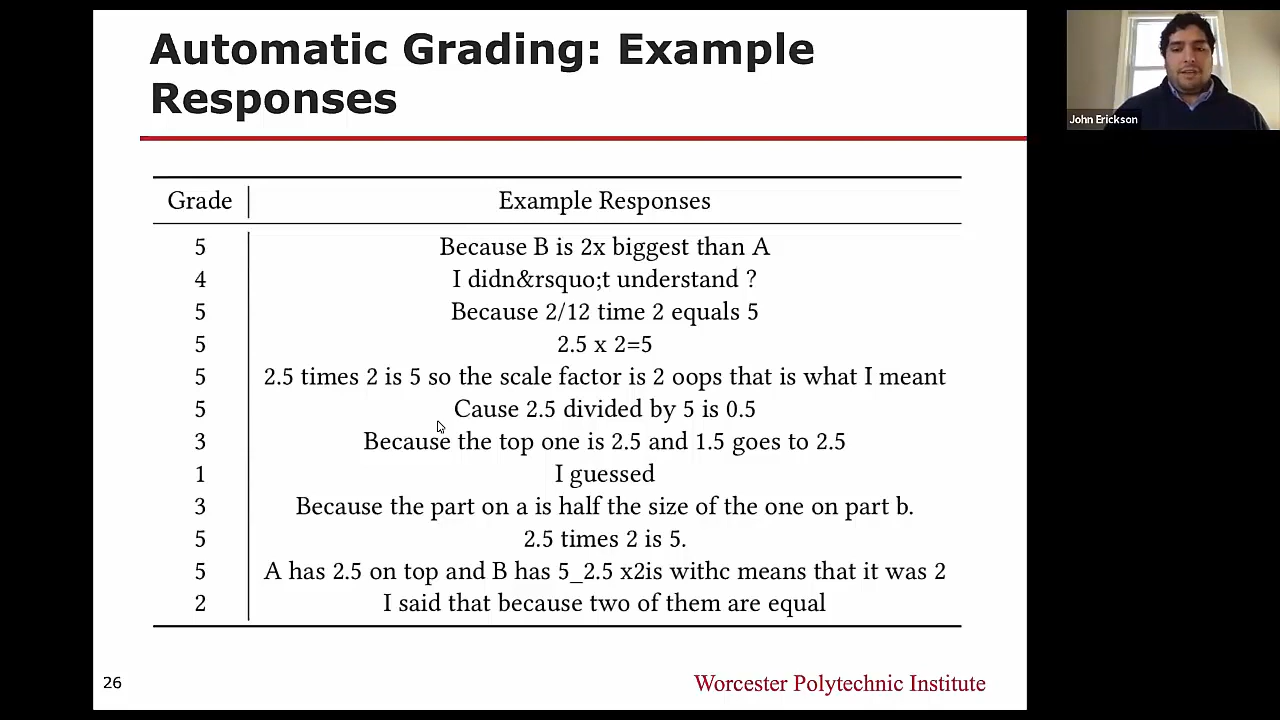 Automatic Grading: Example
Responses
John Erickson
Grade Example Responses
5 Because B is 2x biggest than A
4 I didn&rsquo;t understand ?
5 Because 2/12 time 2 equals 5
5 2.5 x 2=5
5 2.5 times 2 is 5 so the scale factor is 2 oops that is what I meant
5 Cause 2.5 divided by 5 is 0.5
3 Because the top one is 2.5 and 1.5 goes to 2.5
1 I guessed
3 Because the part on a is half the size of the one on part b.
5 2.5 times 2 is 5.
5 A has 2.5 on top and B has 5_2.5 x2is withc means that it was 2
2 I said that because two of them are equal
26
Worcester Polytechnic Institute